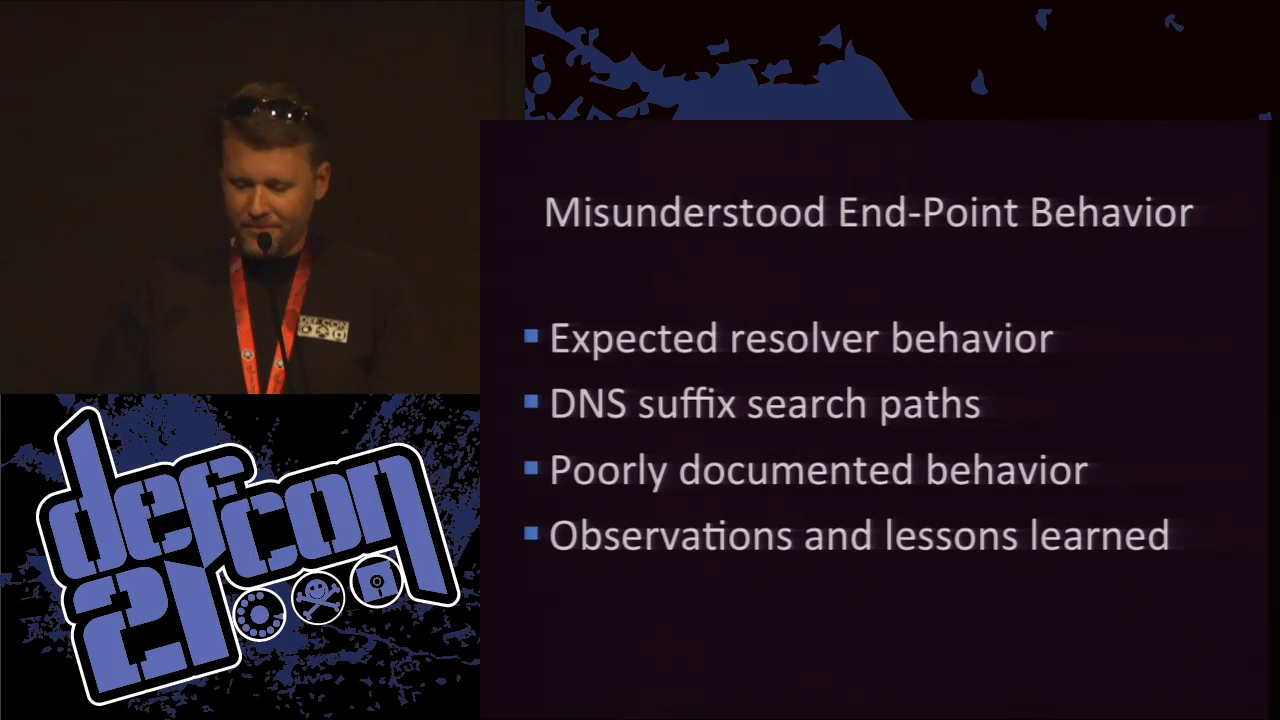 DEF CON
Misunderstood End-Point Behavior
Expected resolver behavior
DNS suffix search paths
Poorly documented behavior
Observations and lessons learned
defcon
21